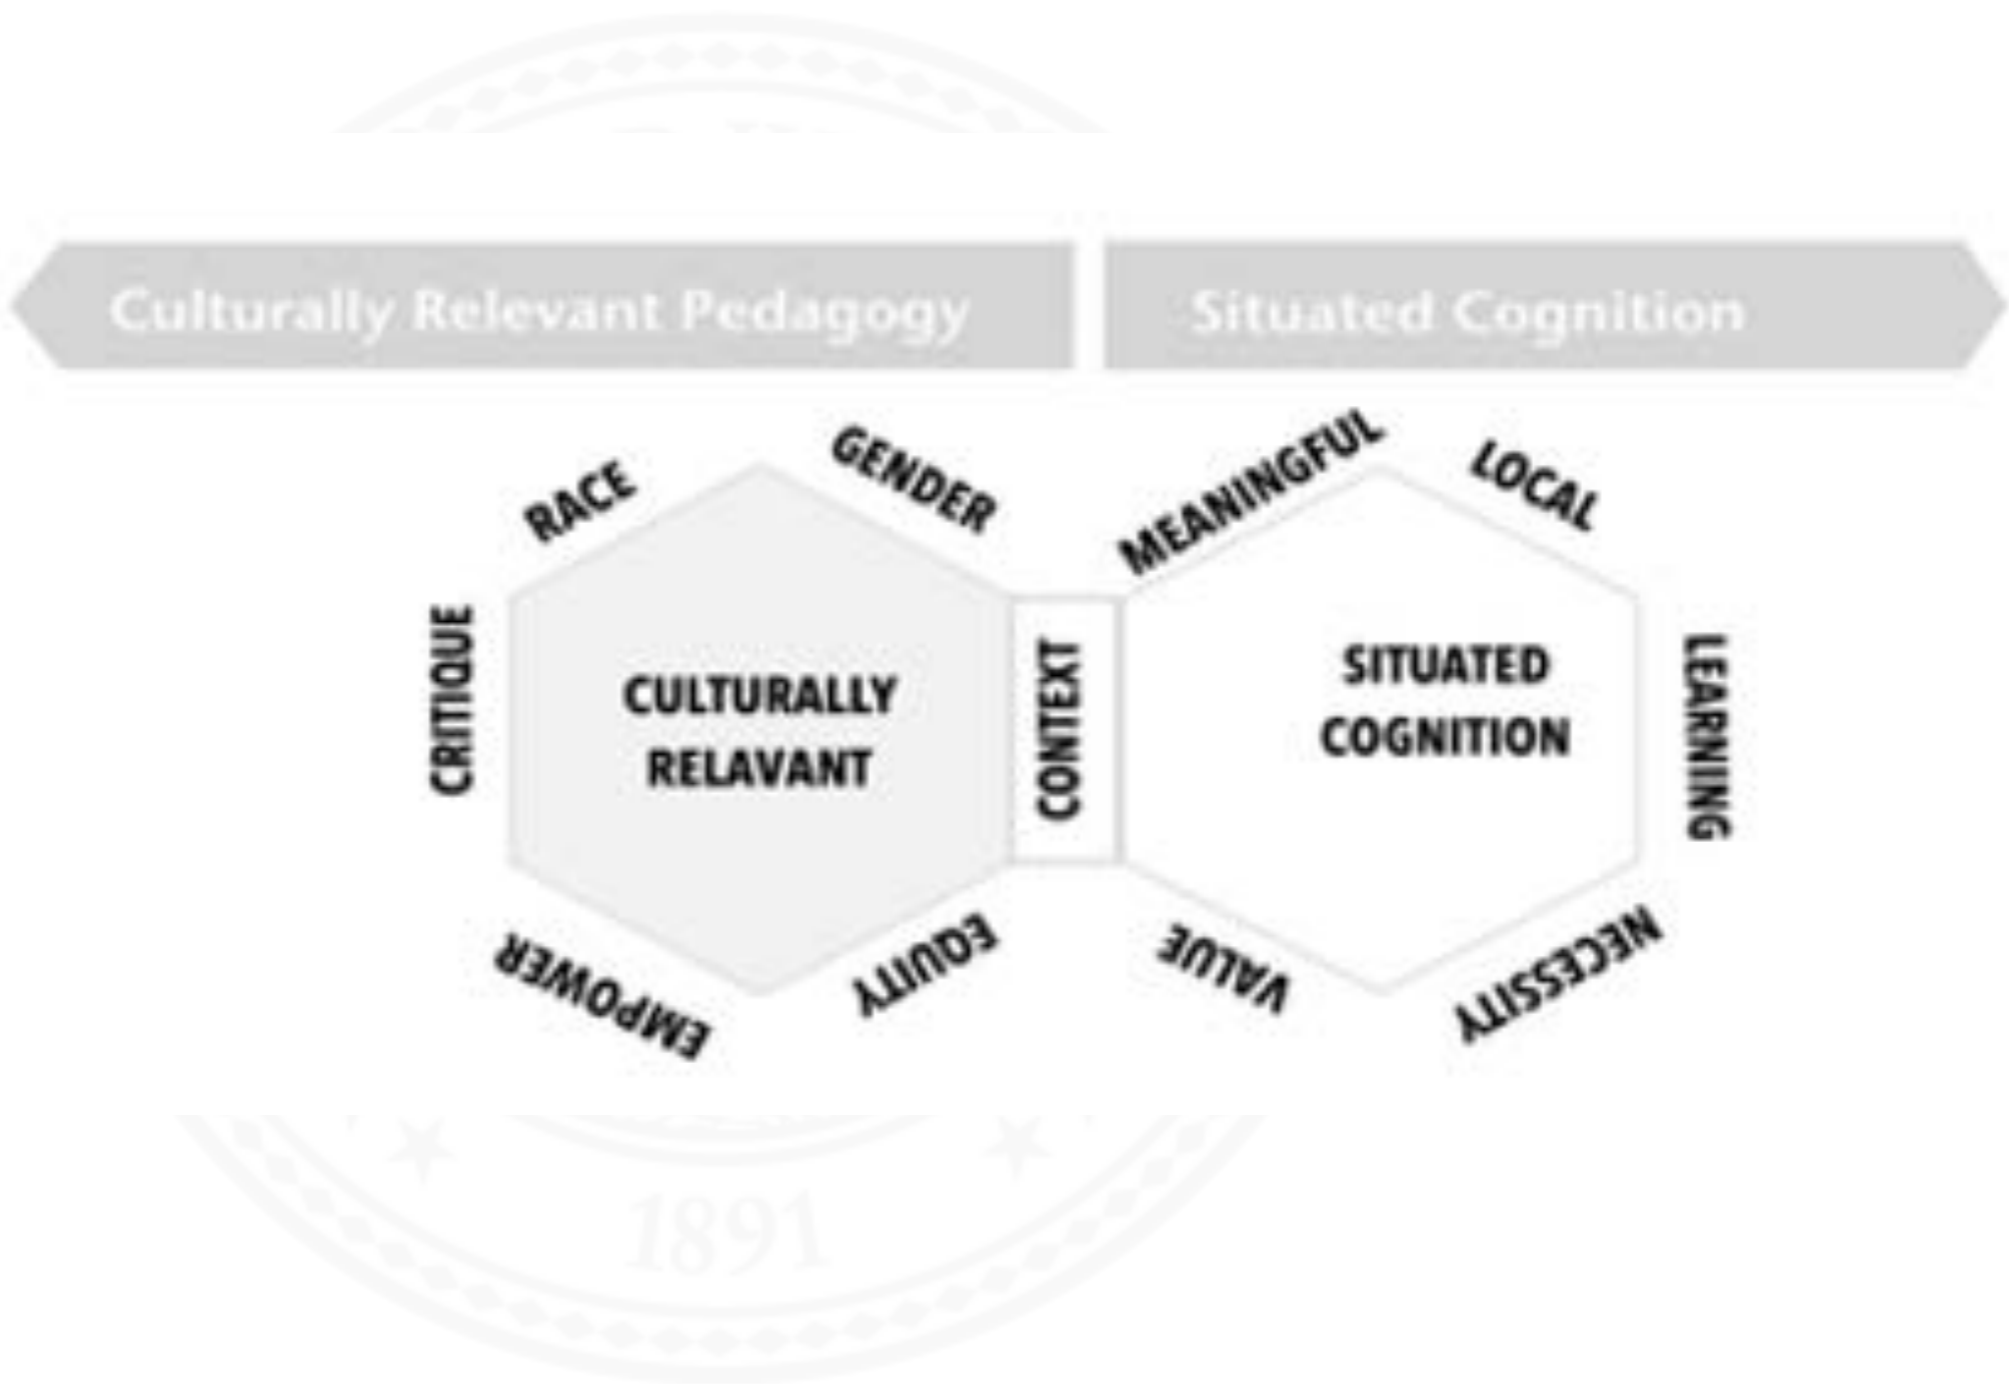 Culturally Relevant Pedagogy
Situated Cognition
RACE
GENDER
MEANINGFUL
LOCAL
CRITIQUE
CULTURALLY
RELAVANT
CONTEXT
SITUATED
COGNITION
LEARNING
EMPOWER
EQUITY
VALUE
NECESSITY
1891